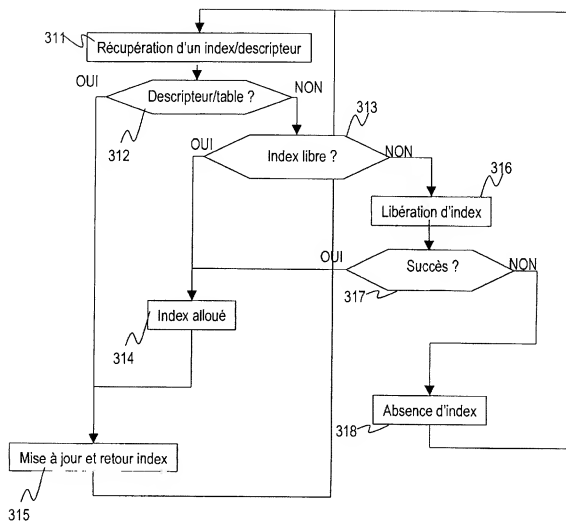 311
Récupération d'un index/descripteur
OUI
Descripteur/table ?
NON
312
313
OUI
Index libre ?
NON
316
Libération d'index
OUI
Succès ?
NON
317
Index alloué
314
Absence d'index
318
Mise à jour et retour index
315